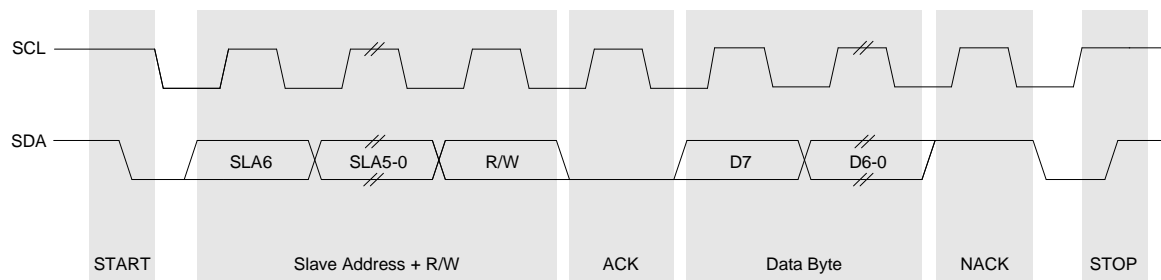 SCL
SDA
SLA6 SLA5-0 R/W D7 D6-0
START Slave Address + R/W ACK Data Byte NACK STOP